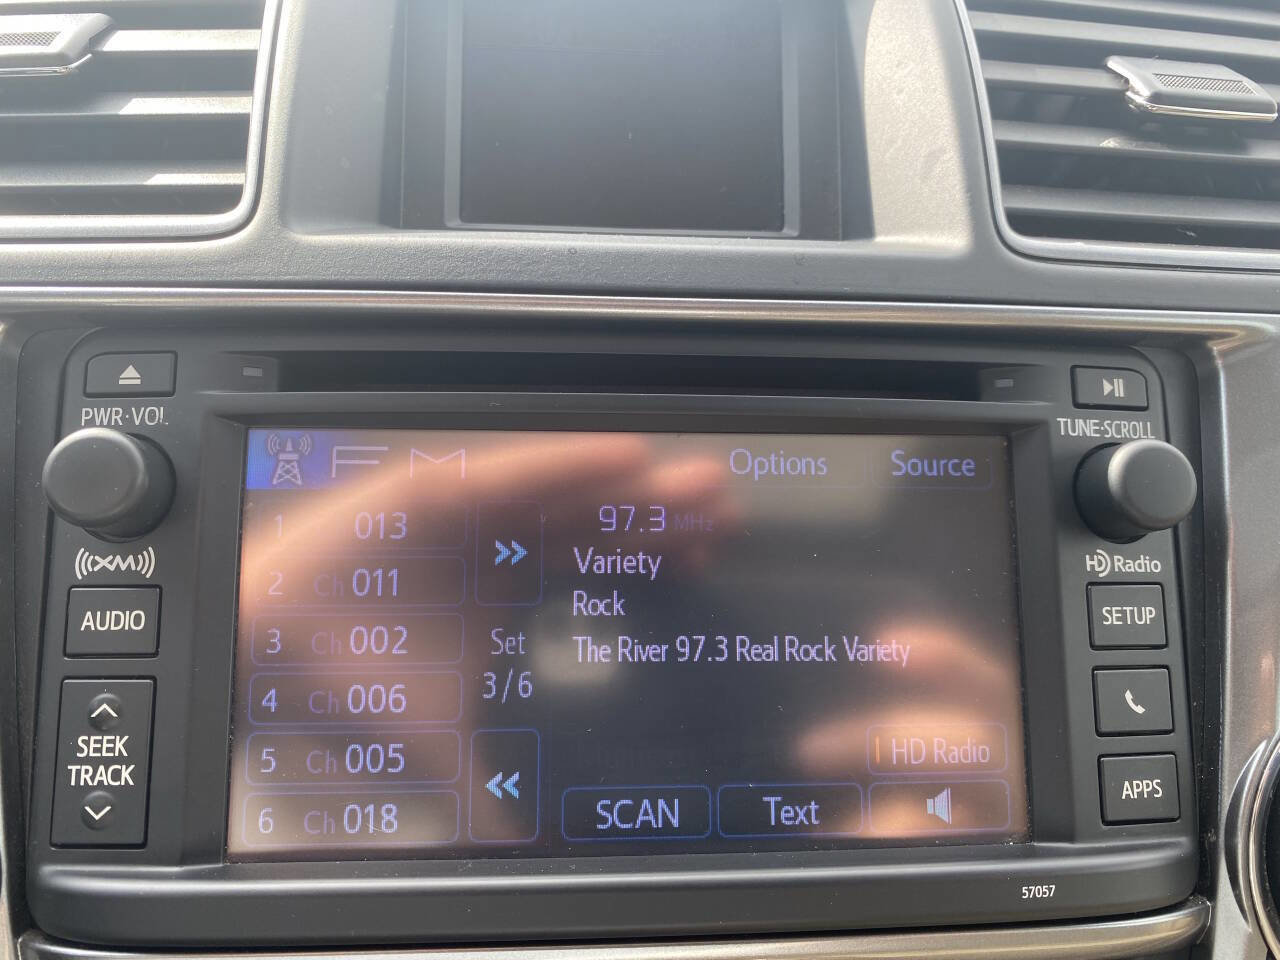 PWR·VOL
TUNE·SCROLL
FM
Options
Source
1 013
2 Ch 011
3 Ch 002
4 Ch 006
5 Ch 005
6 Ch 018
Set
3/6
97.3 MHz
Variety
Rock
The River 97.3 Real Rock Variety
HD Radio
SCAN
Text
((XM))
AUDIO
SEEK
TRACK
HD Radio
SETUP
APPS
57057